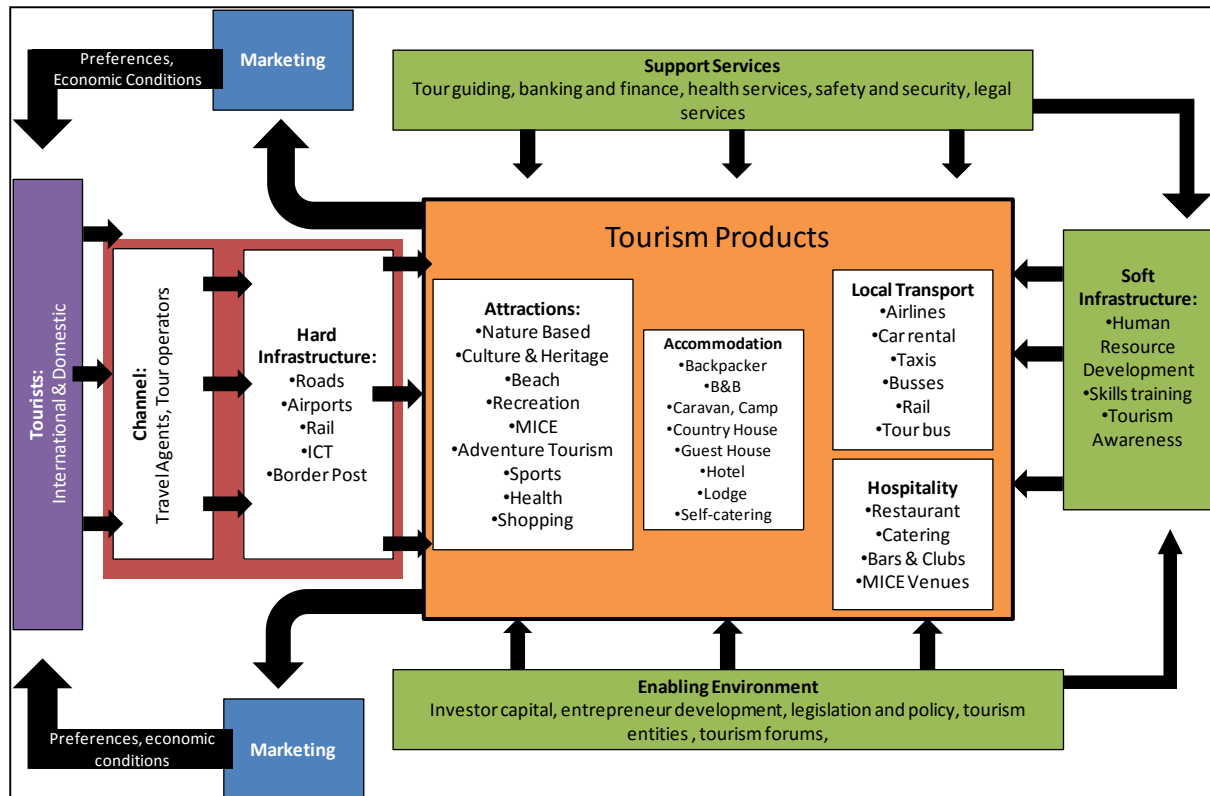 Preferences,
Economic Conditions
Marketing
Support Services
Tour guiding, banking and finance, health services, safety and security, legal
services
Tourists:
International & Domestic
Channel:
Travel Agents, Tour operators
Hard
Infrastructure:
•Roads
•Airports
•Rail
•ICT
•Border Post
Tourism Products
Attractions:
•Nature Based
•Culture & Heritage
•Beach
•Recreation
•MICE
•Adventure Tourism
•Sports
•Health
•Shopping
Accommodation
•Backpacker
•B&B
•Caravan, Camp
•Country House
•Guest House
•Hotel
•Lodge
•Self-catering
Local Transport
•Airlines
•Car rental
•Taxis
•Busses
•Rail
•Tour bus
Hospitality
•Restaurant
•Catering
•Bars & Clubs
•MICE Venues
Soft
Infrastructure:
•Human
Resource
Development
•Skills training
•Tourism
Awareness
Preferences, economic
conditions
Marketing
Enabling Environment
Investor capital, entrepreneur development, legislation and policy, tourism
entities , tourism forums,